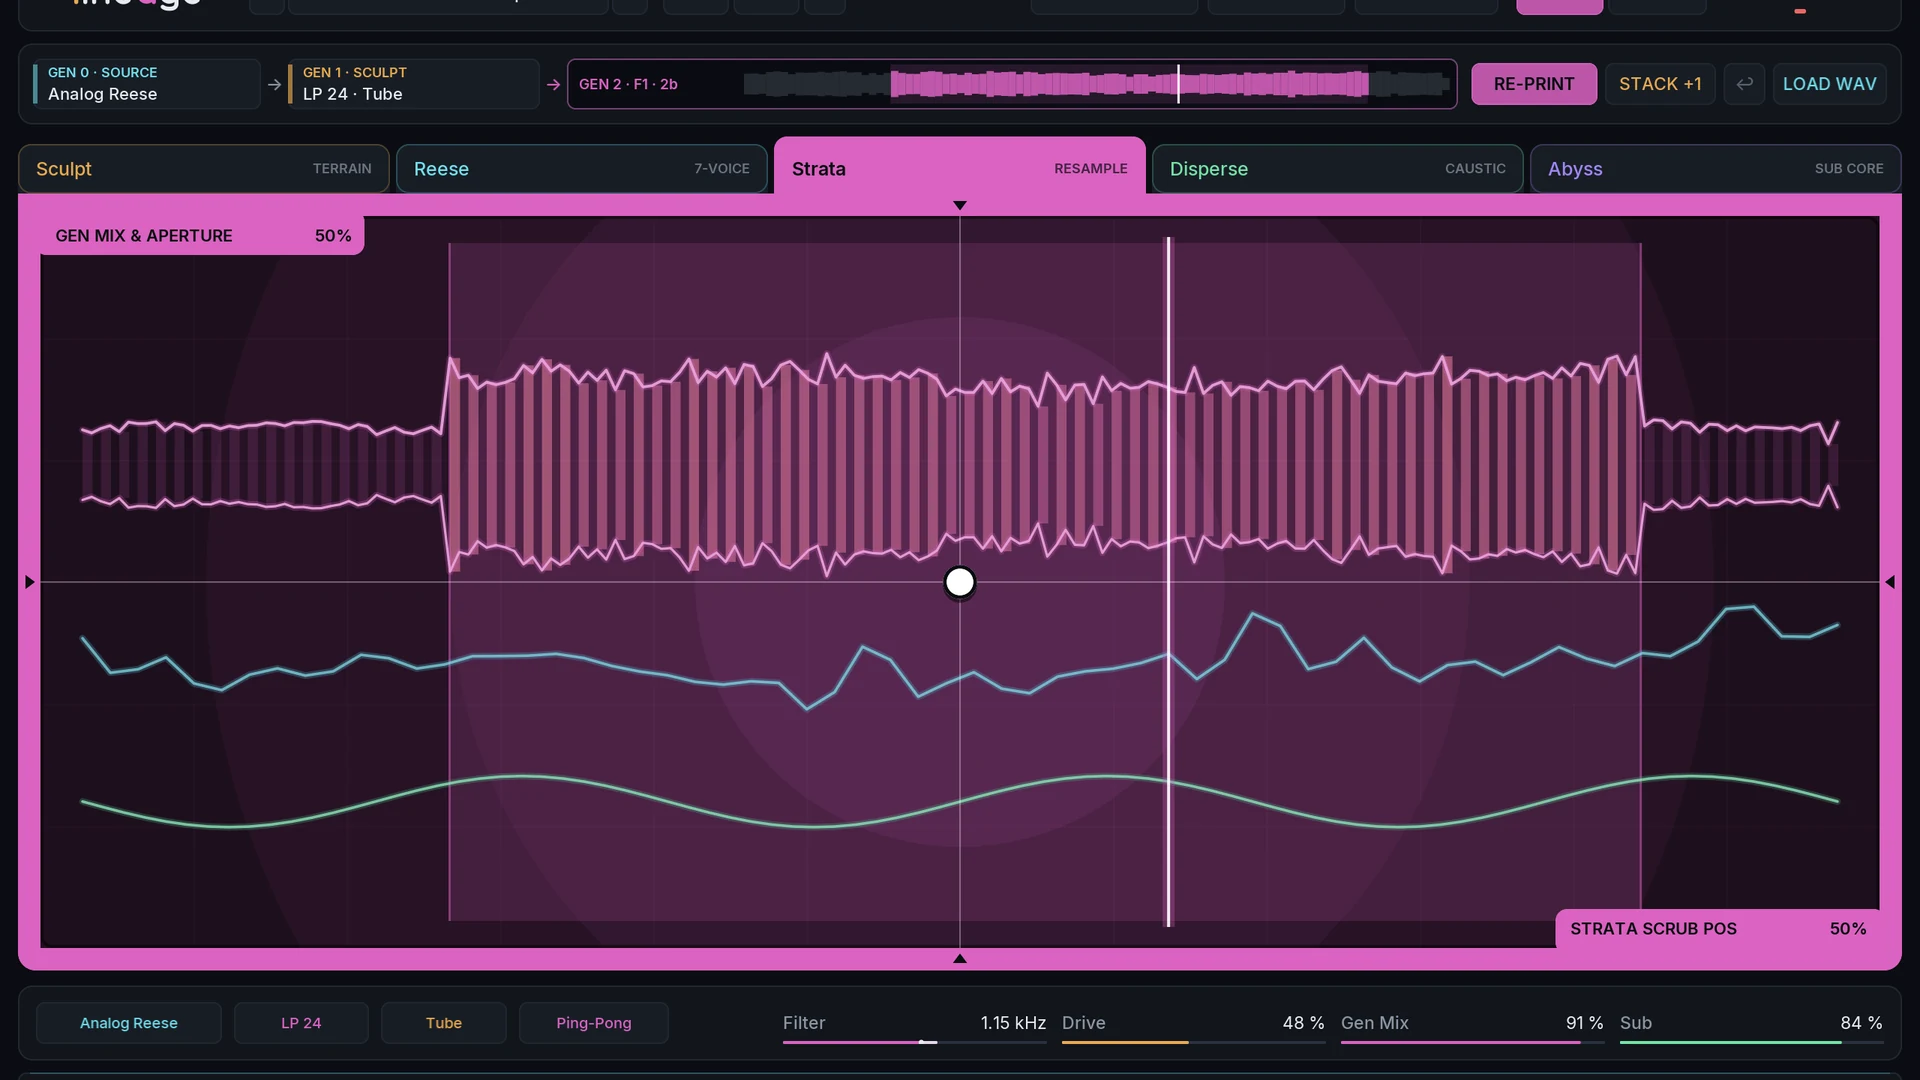 GEN 0 · SOURCE
Analog Reese
GEN 1 · SCULPT
LP 24 · Tube
GEN 2 · F1 · 2b
RE-PRINT
STACK +1
LOAD WAV
Sculpt
TERRAIN
Reese
7-VOICE
Strata
RESAMPLE
Disperse
CAUSTIC
Abyss
SUB CORE
GEN MIX & APERTURE 50%
STRATA SCRUB POS 50%
Analog Reese
LP 24
Tube
Ping-Pong
Filter 1.15 kHz
Drive 48 %
Gen Mix 91 %
Sub 84 %